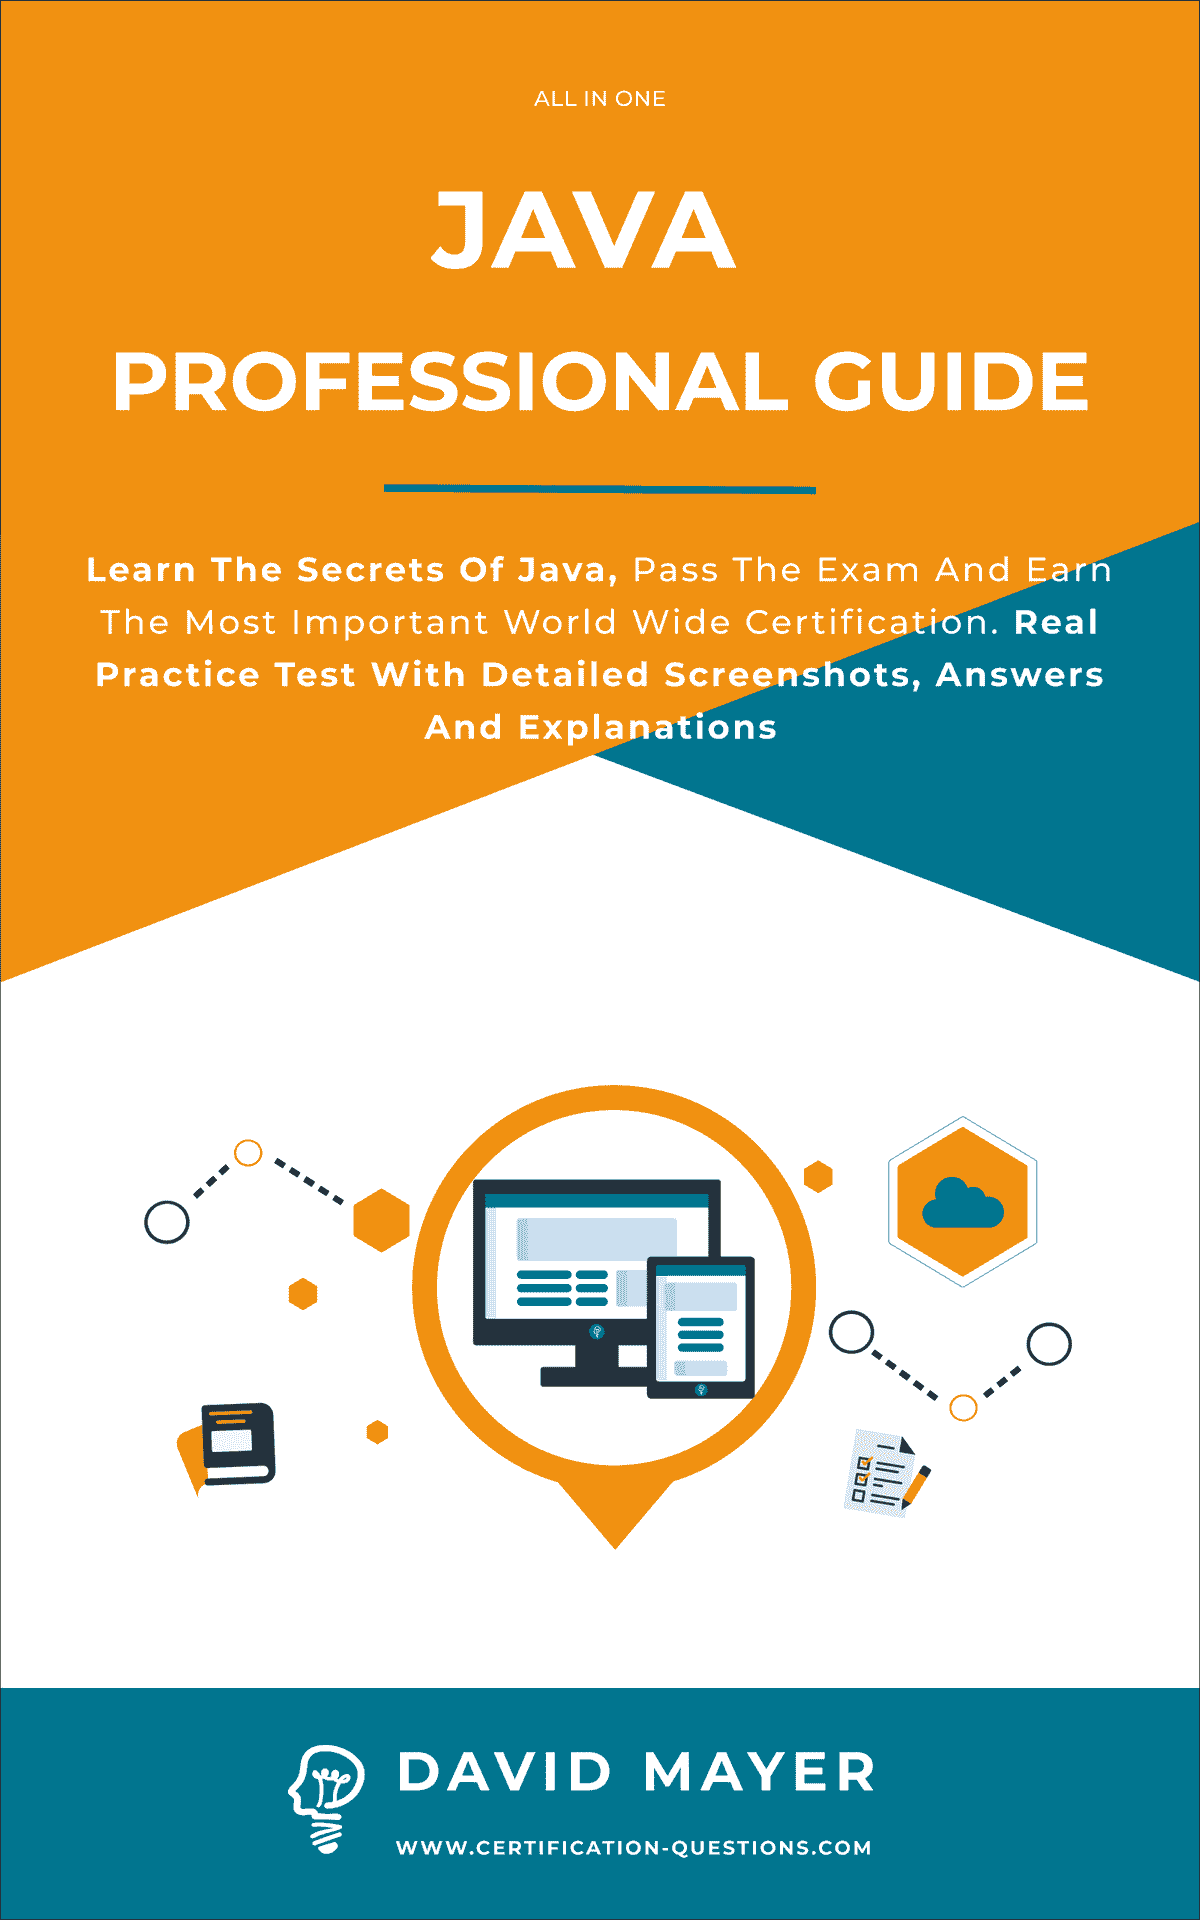 ALL IN ONE
JAVA
PROFESSIONAL GUIDE
Learn The Secrets Of Java, Pass The Exam And Earn
The Most Important World Wide Certification. Real
Practice Test With Detailed Screenshots, Answers
And Explanations
DAVID MAYER
WWW.CERTIFICATION-QUESTIONS.COM